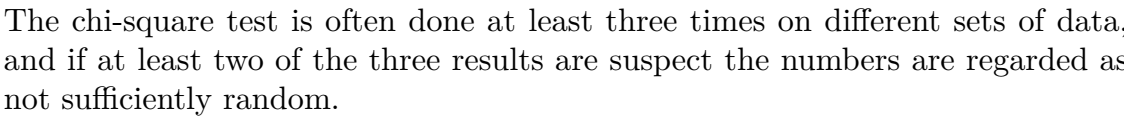 The chi-square test is often done at least three times on different sets of data,
and if at least two of the three results are suspect the numbers are regarded as
not sufficiently random.